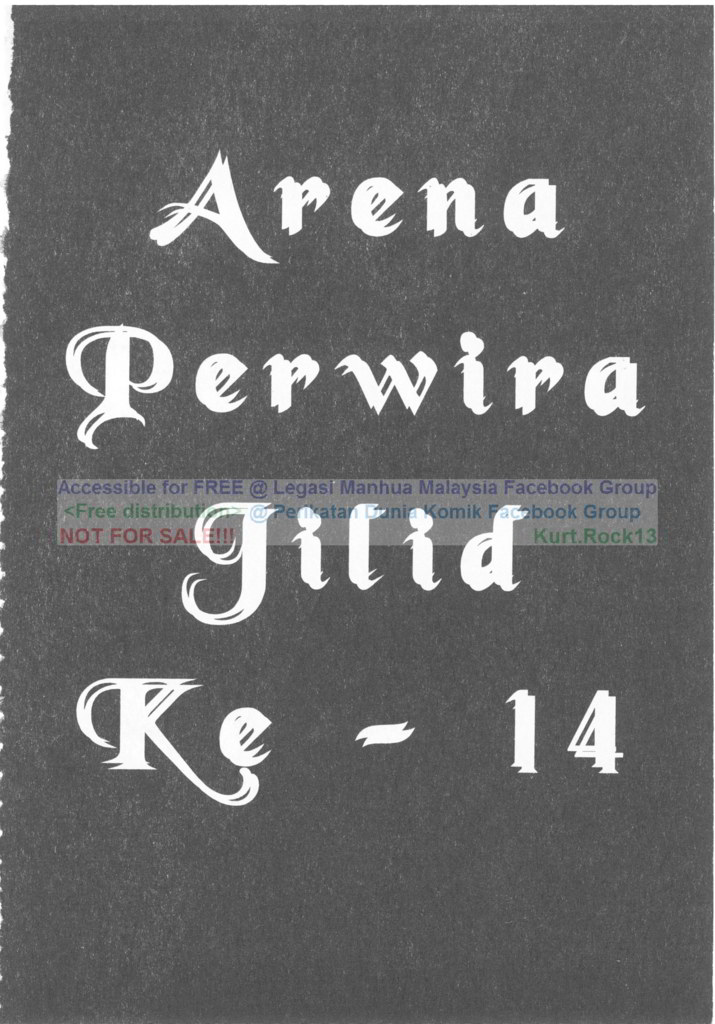 Arena
Perwira
Accessible for FREE @ Legasi Manhua Malaysia Facebook Group
<Free distribution> @ Perikatan Dunia Komik Facebook Group
NOT FOR SALE!!! Kurt.Rock13
Jilid
Ke - 14